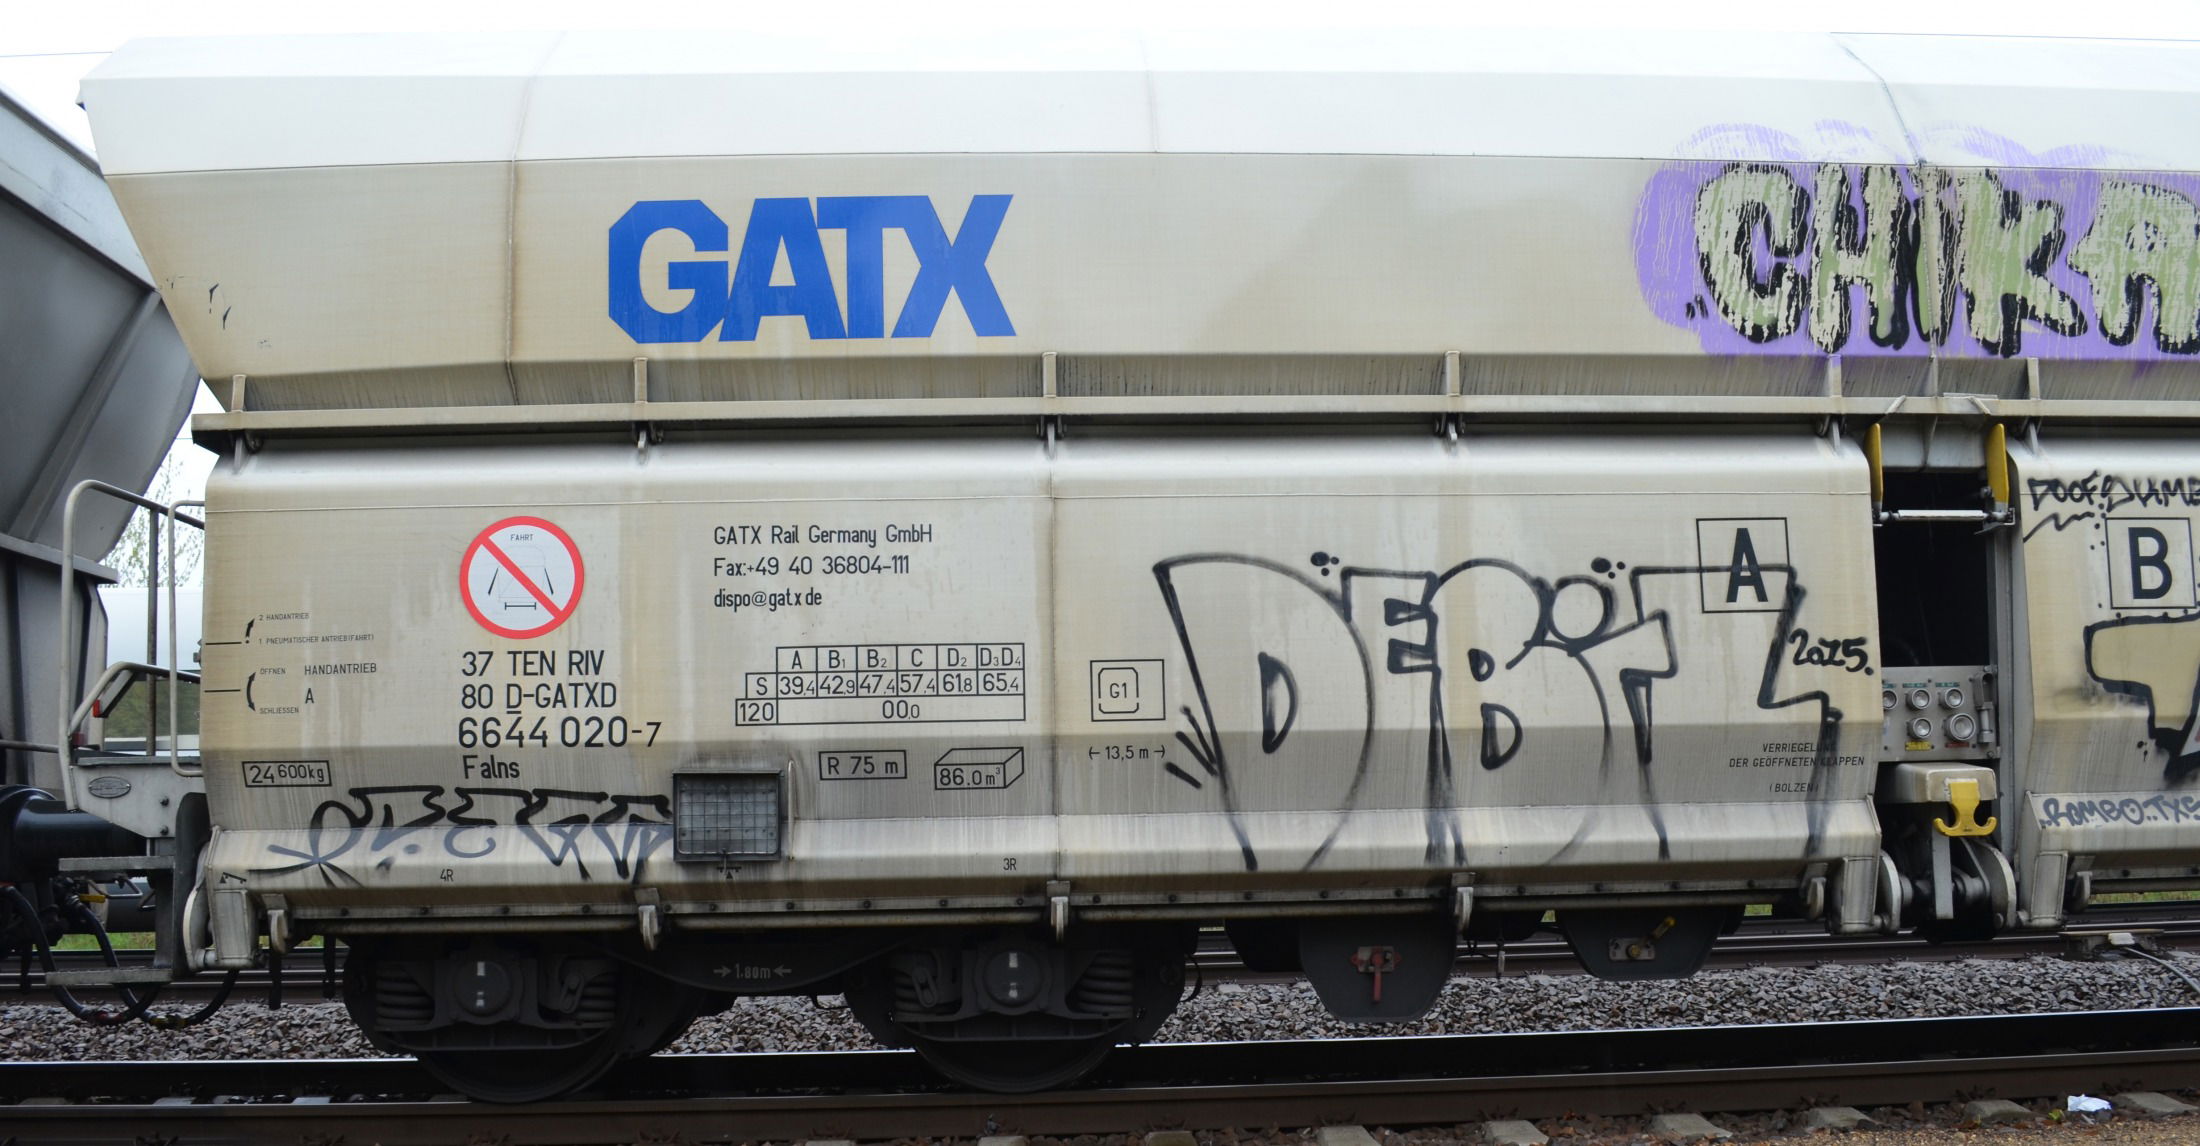 GATX
CHIKA
FAHRT
GATX Rail Germany GmbH
Fax:+49 40 36804-111
dispo@gatx.de
2 HANDANTRIEB
1 PNEUMATISCHER ANTRIEB(FAHRT)
ÖFFNEN HANDANTRIEB
A
SCHLIESSEN
37 TEN RIV
80 D-GATXD
6644 020-7
Falns
24 600kg
A B1 B2 C D2 D3 D4
S 39,4 42,9 47,4 57,4 61,8 65,4
120 00,0
R 75 m
86.0 m³
G1
13,5 m
A
B
2025.
VERRIEGELUNG
DER GEÖFFNETEN KLAPPEN
(BOLZEN)
4R
3R
1.80m